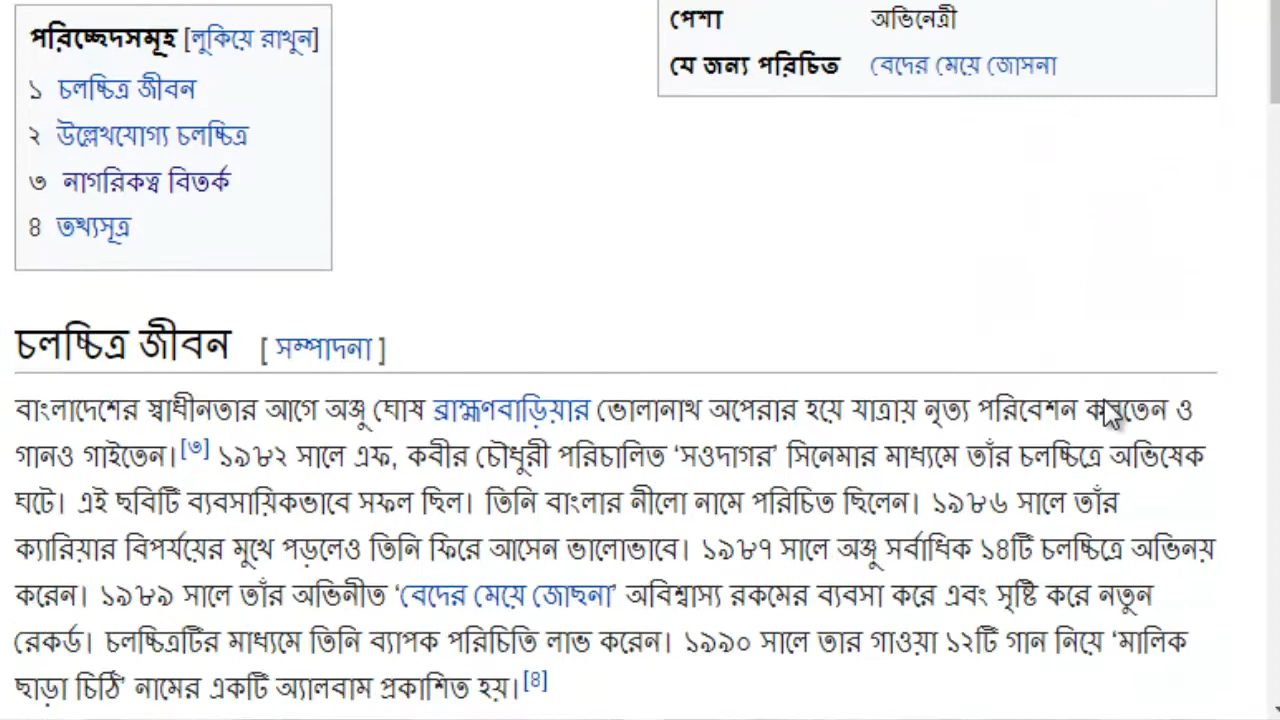 পরিচ্ছেদসমূহ [লুকিয়ে রাখুন]
১ চলচ্চিত্র জীবন
২ উল্লেখযোগ্য চলচ্চিত্র
৩ নাগরিকত্ব বিতর্ক
৪ তথ্যসূত্র
পেশা অভিনেত্রী
যে জন্য পরিচিত বেদের মেয়ে জোসনা
চলচ্চিত্র জীবন [ সম্পাদনা ]
বাংলাদেশের স্বাধীনতার আগে অঞ্জু ঘোষ ব্রাহ্মণবাড়িয়ার ভোলানাথ অপেরার হয়ে যাত্রায় নৃত্য পরিবেশন করতেন ও
গানও গাইতেন।[৩] ১৯৮২ সালে এফ, কবীর চৌধুরী পরিচালিত ‘সওদাগর’ সিনেমার মাধ্যমে তাঁর চলচ্চিত্রে অভিষেক
ঘটে। এই ছবিটি ব্যবসায়িকভাবে সফল ছিল। তিনি বাংলার নীলো নামে পরিচিত ছিলেন। ১৯৮৬ সালে তাঁর
ক্যারিয়ার বিপর্যয়ের মুখে পড়লেও তিনি ফিরে আসেন ভালোভাবে। ১৯৮৭ সালে অঞ্জু সর্বাধিক ১৪টি চলচ্চিত্রে অভিনয়
করেন। ১৯৮৯ সালে তাঁর অভিনীত ‘বেদের মেয়ে জোছনা’ অবিশ্বাস্য রকমের ব্যবসা করে এবং সৃষ্টি করে নতুন
রেকর্ড। চলচ্চিত্রটির মাধ্যমে তিনি ব্যাপক পরিচিতি লাভ করেন। ১৯৯০ সালে তার গাওয়া ১২টি গান নিয়ে ‘মালিক
ছাড়া চিঠি’ নামের একটি অ্যালবাম প্রকাশিত হয়।[৪]